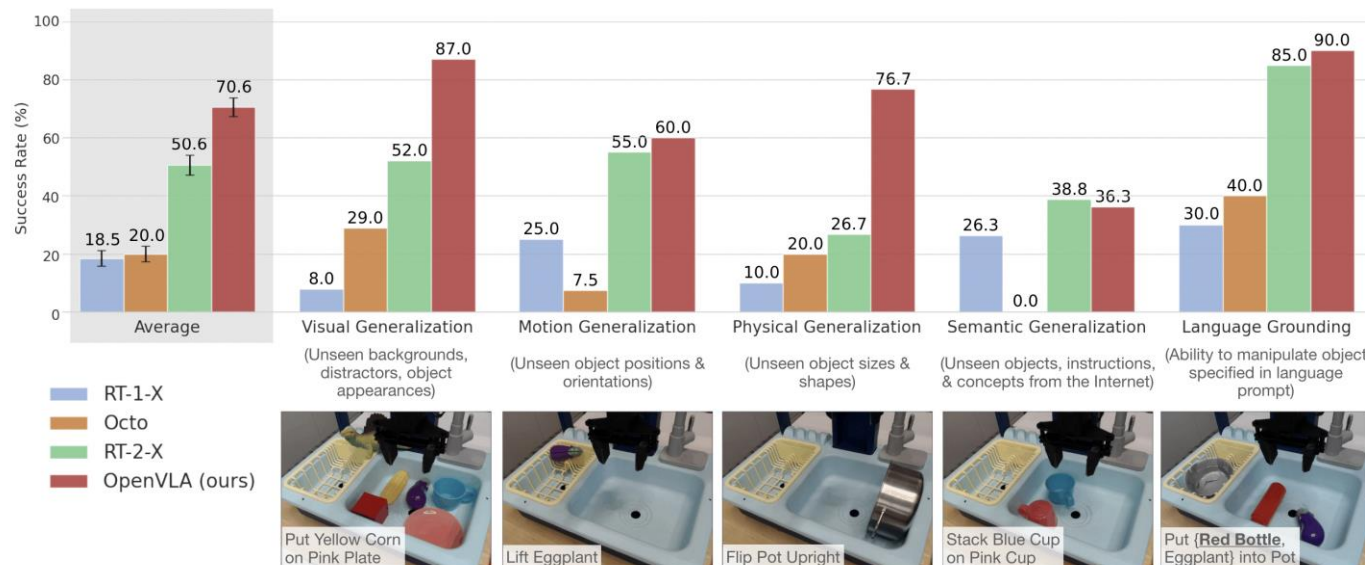 100
80
60
40
20
0
Success Rate (%)
18.5
20.0
50.6
70.6
Average
8.0
29.0
52.0
87.0
Visual Generalization
(Unseen backgrounds,
distractors, object
appearances)
25.0
7.5
55.0
60.0
Motion Generalization
(Unseen object positions &
orientations)
10.0
20.0
26.7
76.7
Physical Generalization
(Unseen object sizes &
shapes)
26.3
0.0
38.8
36.3
Semantic Generalization
(Unseen objects, instructions,
& concepts from the Internet)
30.0
40.0
85.0
90.0
Language Grounding
(Ability to manipulate object
specified in language
prompt)
RT-1-X
Octo
RT-2-X
OpenVLA (ours)
Put Yellow Corn
on Pink Plate
Lift Eggplant
Flip Pot Upright
Stack Blue Cup
on Pink Cup
Put {Red Bottle,
Eggplant} into Pot